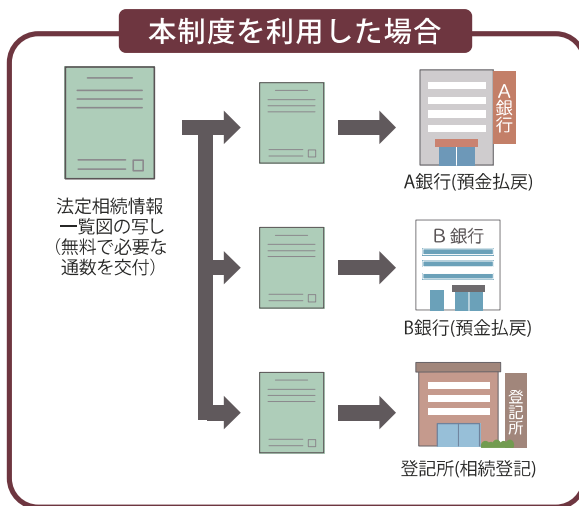 本制度を利用した場合
法定相続情報
一覧図の写し
(無料で必要な
通数を交付)
A銀行
A銀行(預金払戻)
B 銀行
B銀行(預金払戻)
登記所
登記所(相続登記)